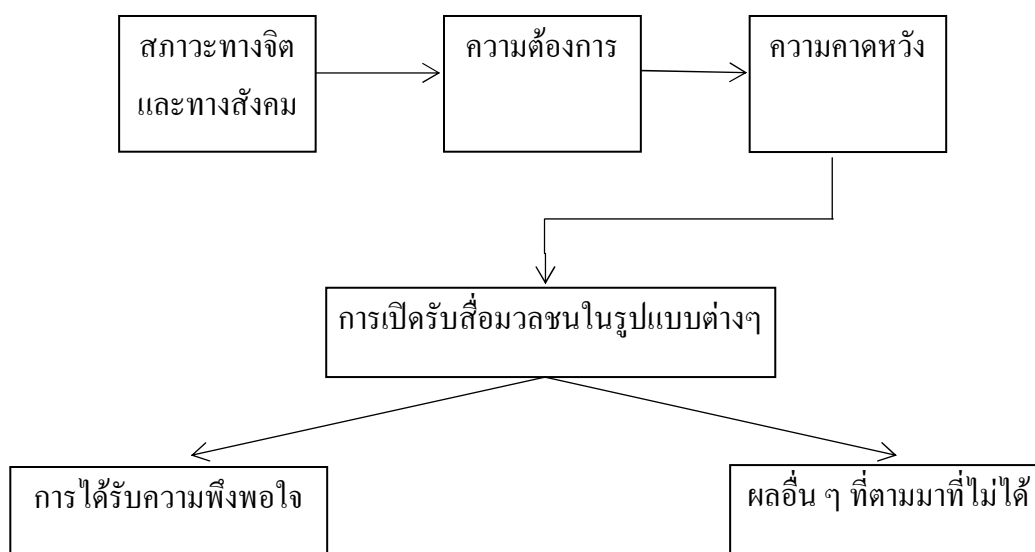 สภาวะทางจิต
และทางสังคม
ความต้องการ
ความคาดหวัง
การเปิดรับสื่อมวลชนในรูปแบบต่างๆ
การได้รับความพึงพอใจ
ผลอื่น ๆ ที่ตามมาที่ไม่ได้